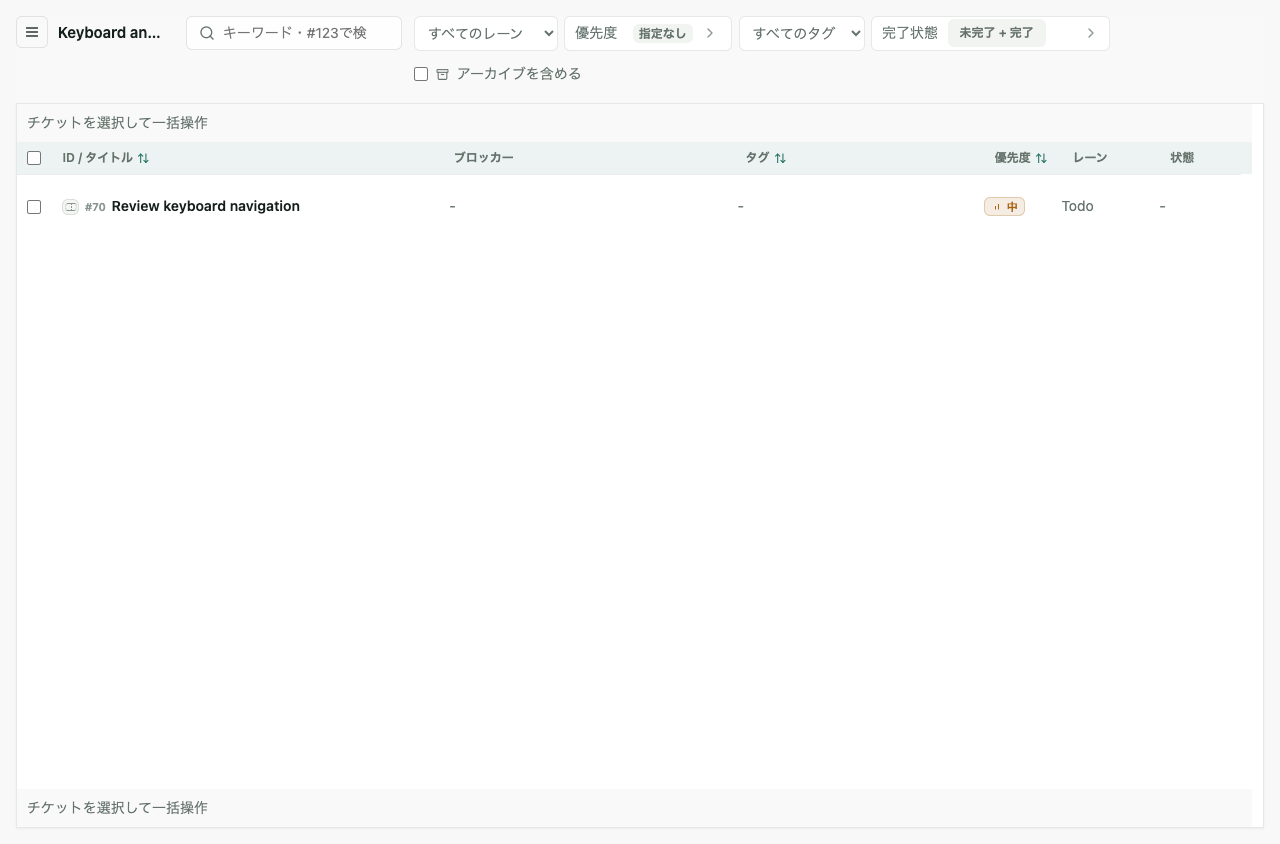 Keyboard an...
キーワード・#123で検
すべてのレーン
優先度 指定なし
すべてのタグ
完了状態 未完了 + 完了
アーカイブを含める
チケットを選択して一括操作
ID / タイトル ブロッカー タグ 優先度 レーン 状態
#70 Review keyboard navigation - - 中 Todo -
チケットを選択して一括操作